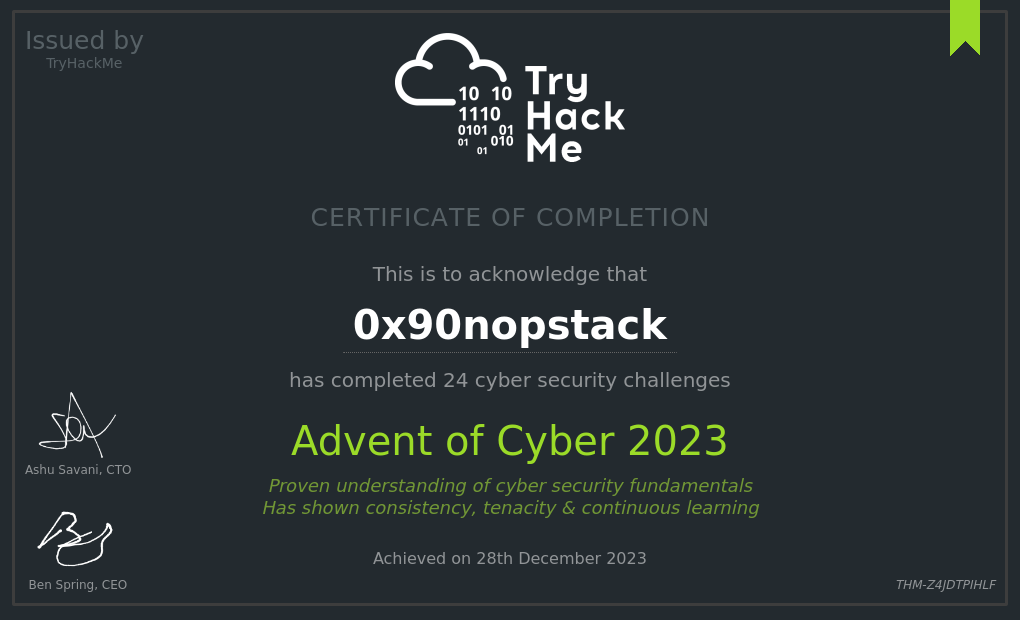 Issued by
TryHackMe
10 10
1110
0101 01
01 010
01
Try
Hack
Me
CERTIFICATE OF COMPLETION
This is to acknowledge that
0x90nopstack
has completed 24 cyber security challenges
Advent of Cyber 2023
Proven understanding of cyber security fundamentals
Has shown consistency, tenacity & continuous learning
Achieved on 28th December 2023
Ashu Savani, CTO
Ben Spring, CEO
THM-Z4JDTPIHLF